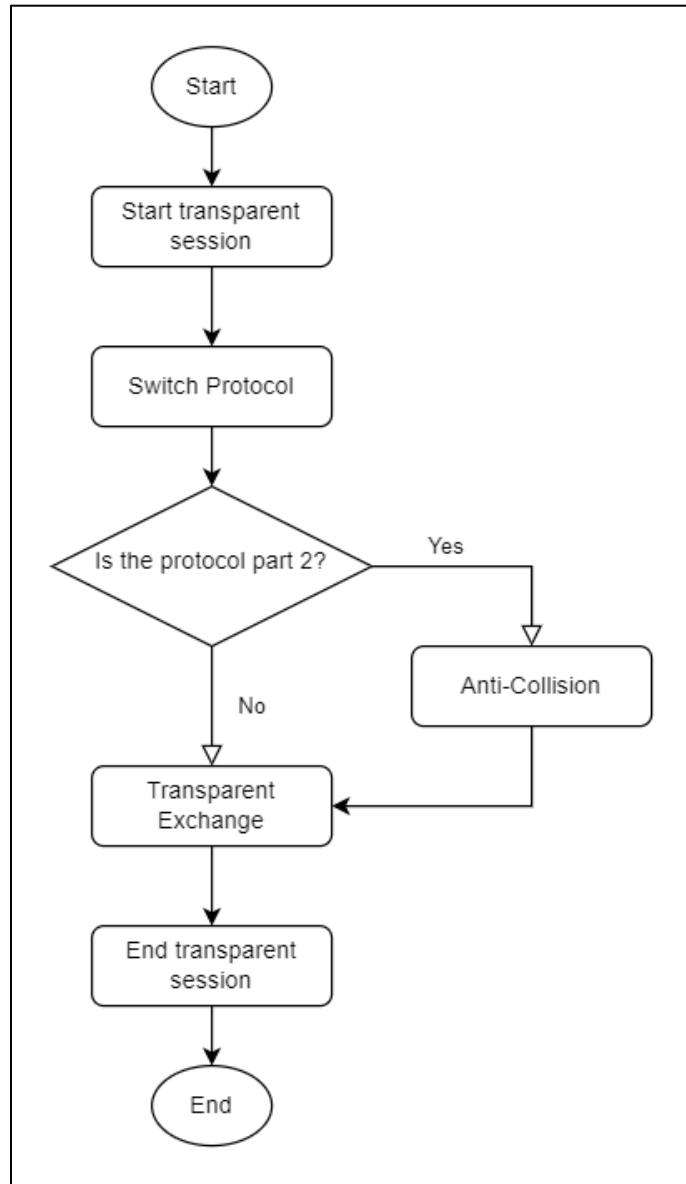 Start
Start transparent
session
Switch Protocol
Is the protocol part 2?
Yes
Anti-Collision
No
Transparent
Exchange
End transparent
session
End